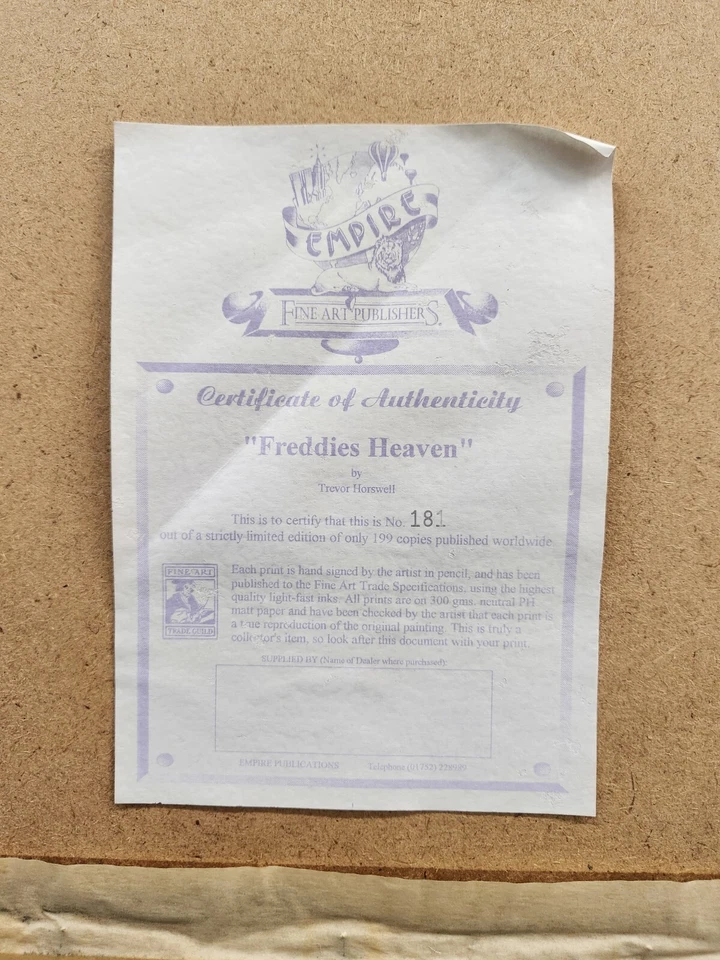 EMPIRE
FINE ART PUBLISHERS.
Certificate of Authenticity
"Freddies Heaven"
by
Trevor Horswell
This is to certify that this is No. 181
out of a strictly limited edition of only 199 copies published worldwide
FINE ART
TRADE GUILD
Each print is hand signed by the artist in pencil, and has been
published to the Fine Art Trade Specifications, using the highest
quality light-fast inks. All prints are on 300 gms. neutral PH
matt paper and have been checked by the artist that each print is
a true reproduction of the original painting. This is truly a
collector's item, so look after this document with your print.
SUPPLIED BY (Name of Dealer where purchased):
EMPIRE PUBLICATIONS Telephone (01752)